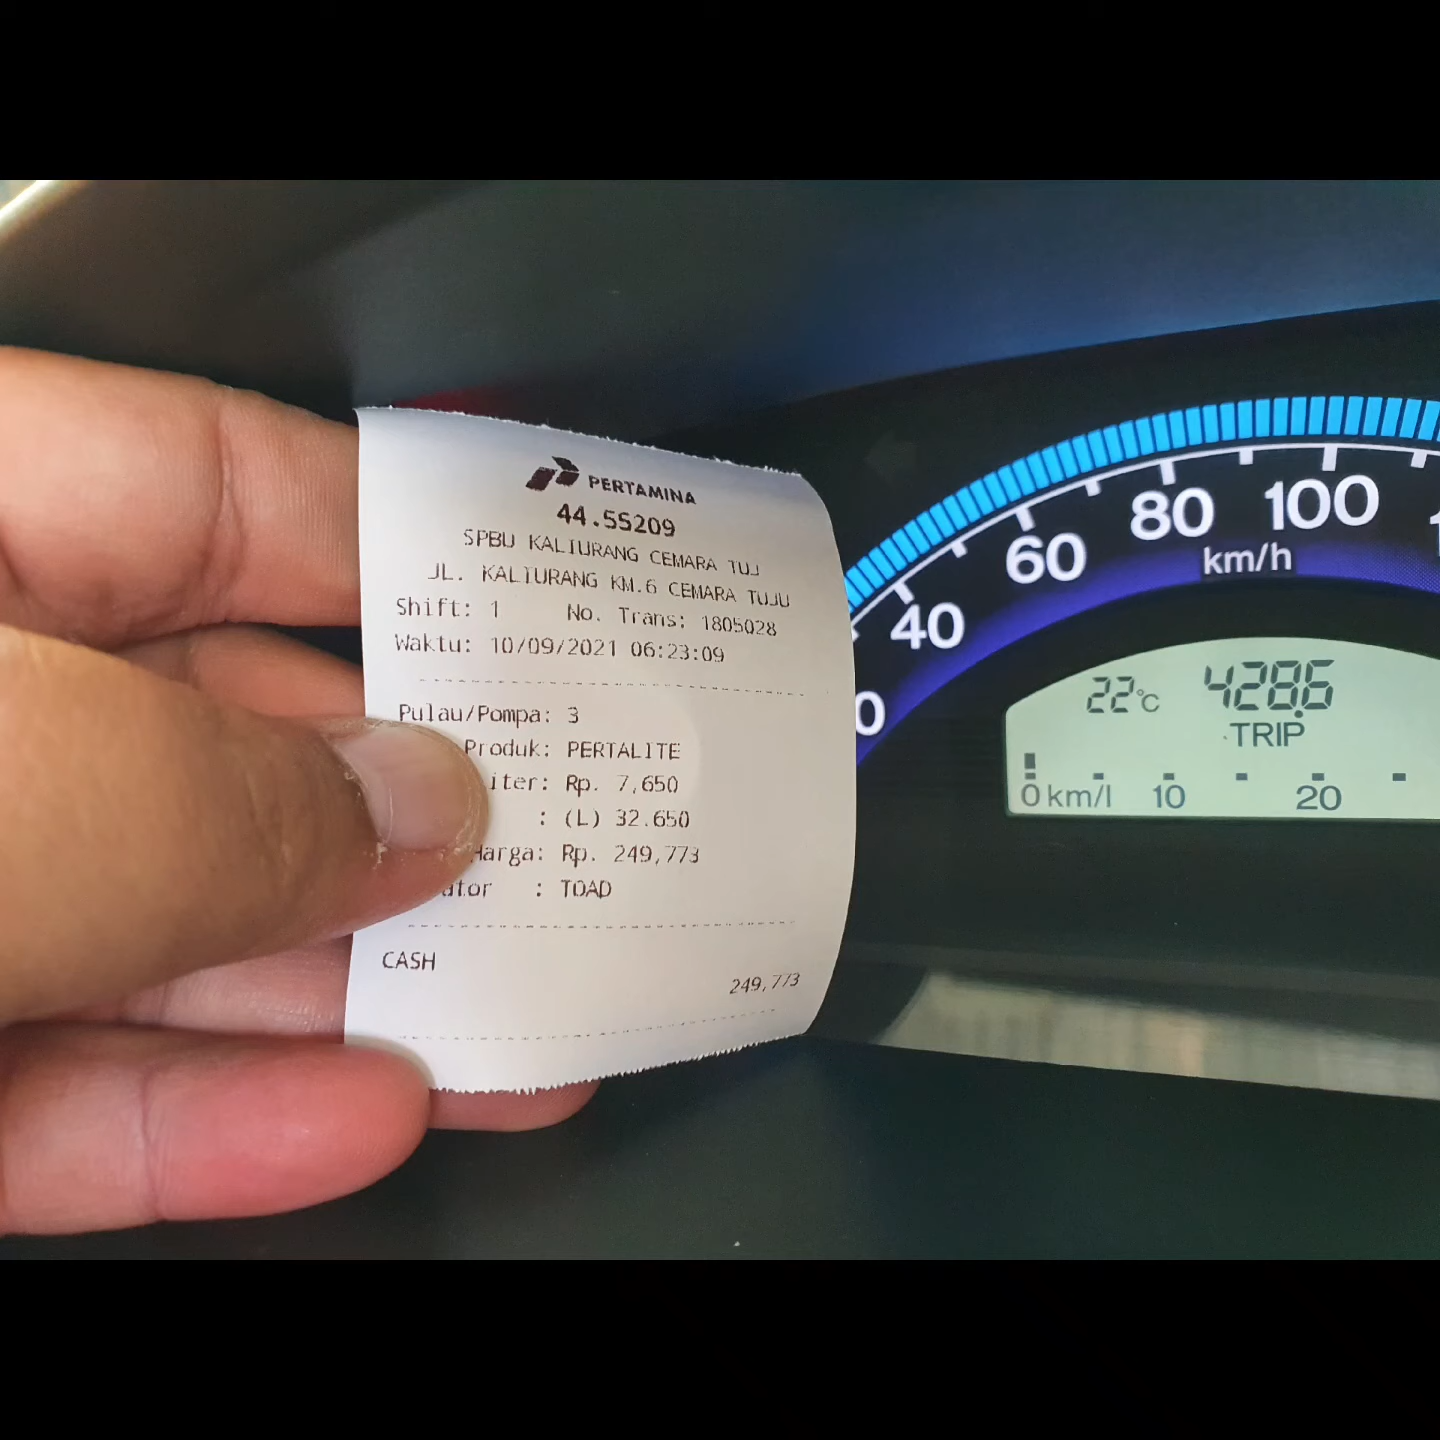 PERTAMINA
44.55209
SPBU KALIURANG CEMARA TUJ
JL. KALIURANG KM.6 CEMARA TUJU
Shift: 1 No. Trans: 1805028
Waktu: 10/09/2021 06:23:09
Pulau/Pompa: 3
Produk: PERTALITE
iter: Rp. 7,650
: (L) 32.650
Harga: Rp. 249,773
ator : TOAD
CASH
249,773
40
60
80
100
km/h
22°C 428.6
TRIP
0 km/l 10 20